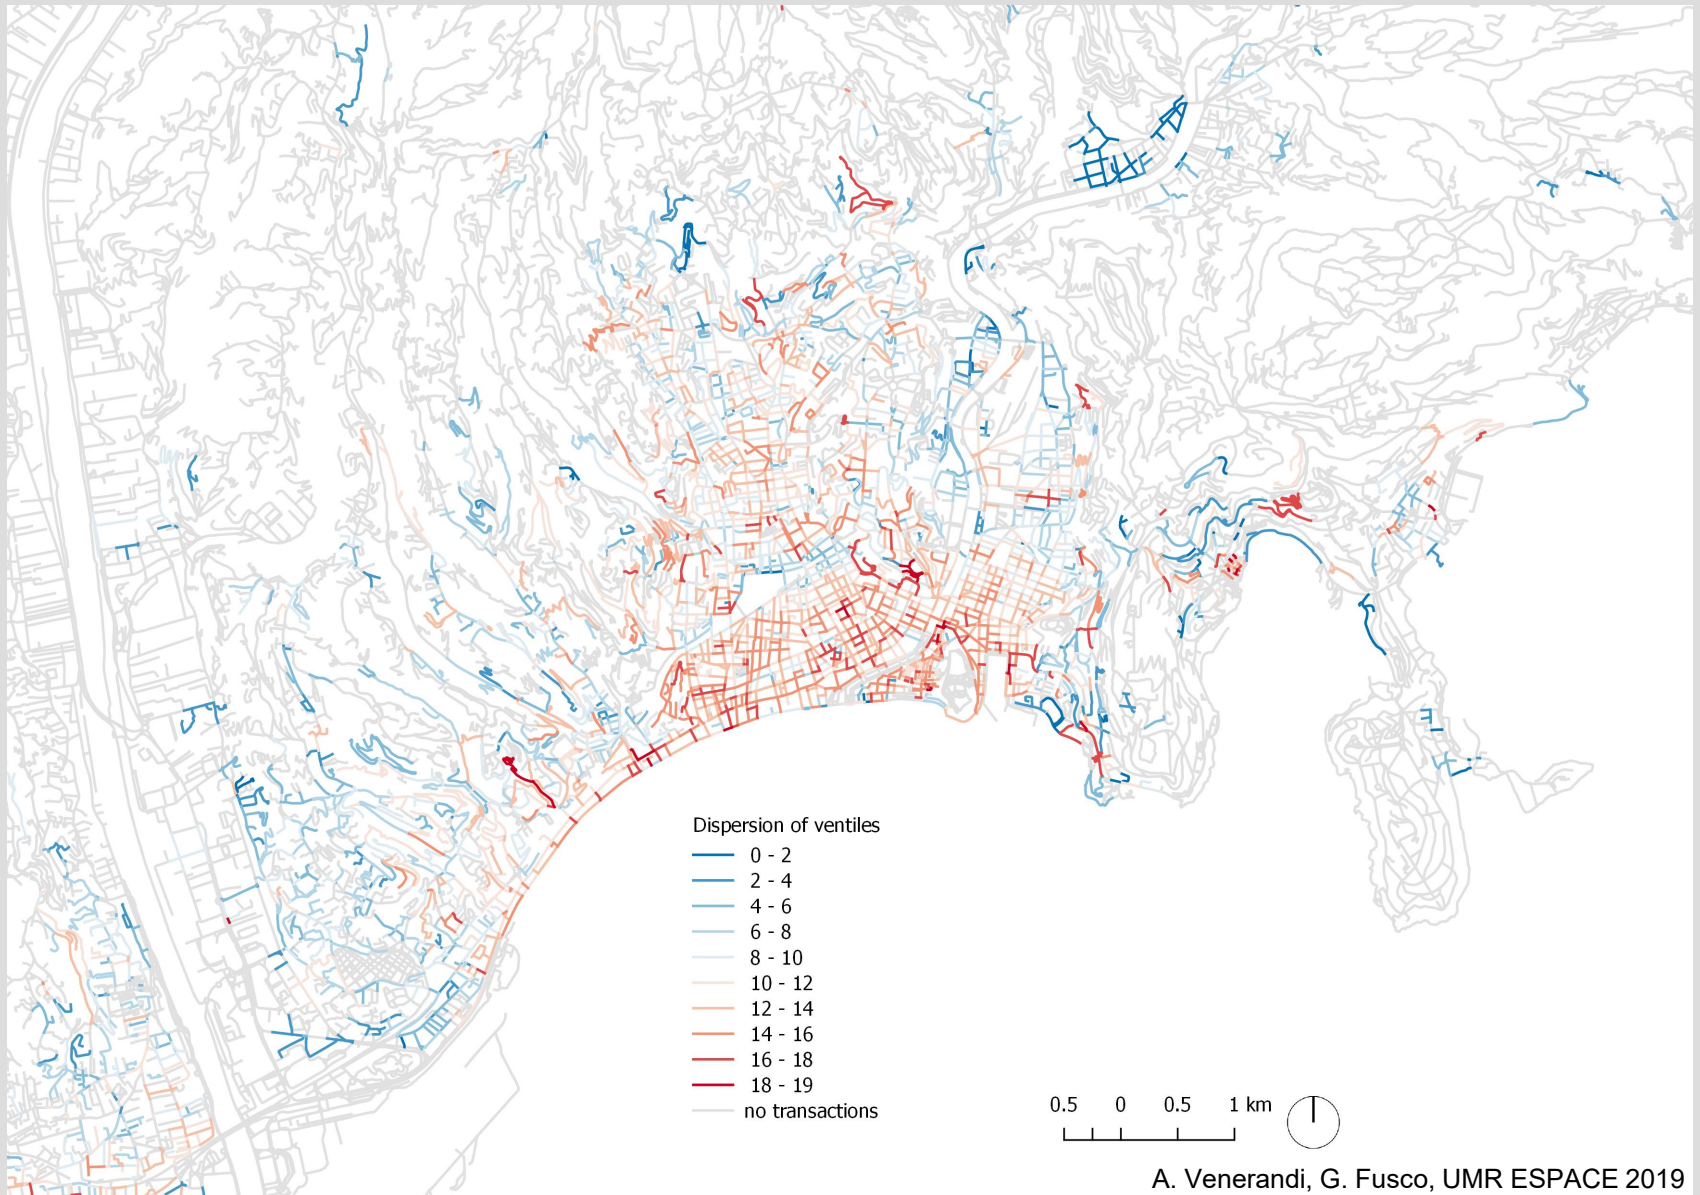 Dispersion of ventiles
0 - 2
2 - 4
4 - 6
6 - 8
8 - 10
10 - 12
12 - 14
14 - 16
16 - 18
18 - 19
no transactions
0.5 0 0.5 1 km
A. Venerandi, G. Fusco, UMR ESPACE 2019